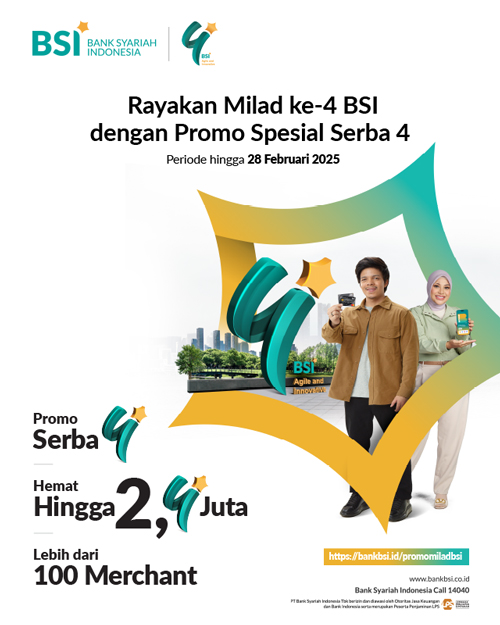 BSI BANK SYARIAH
INDONESIA
BSI
Rayakan Milad ke-4 BSI
dengan Promo Spesial Serba 4
Periode hingga 28 Februari 2025
BSI
Agile and
Innovative
Promo
Serba 4
Hemat
Hingga 2,4 Juta
Lebih dari
100 Merchant
https://bankbsi.id/promomiladbsi
www.bankbsi.co.id
Bank Syariah Indonesia Call 14040
PT Bank Syariah Indonesia Tbk berizin dan diawasi oleh Otoritas Jasa Keuangan
dan Bank Indonesia serta merupakan Peserta Penjaminan LPS